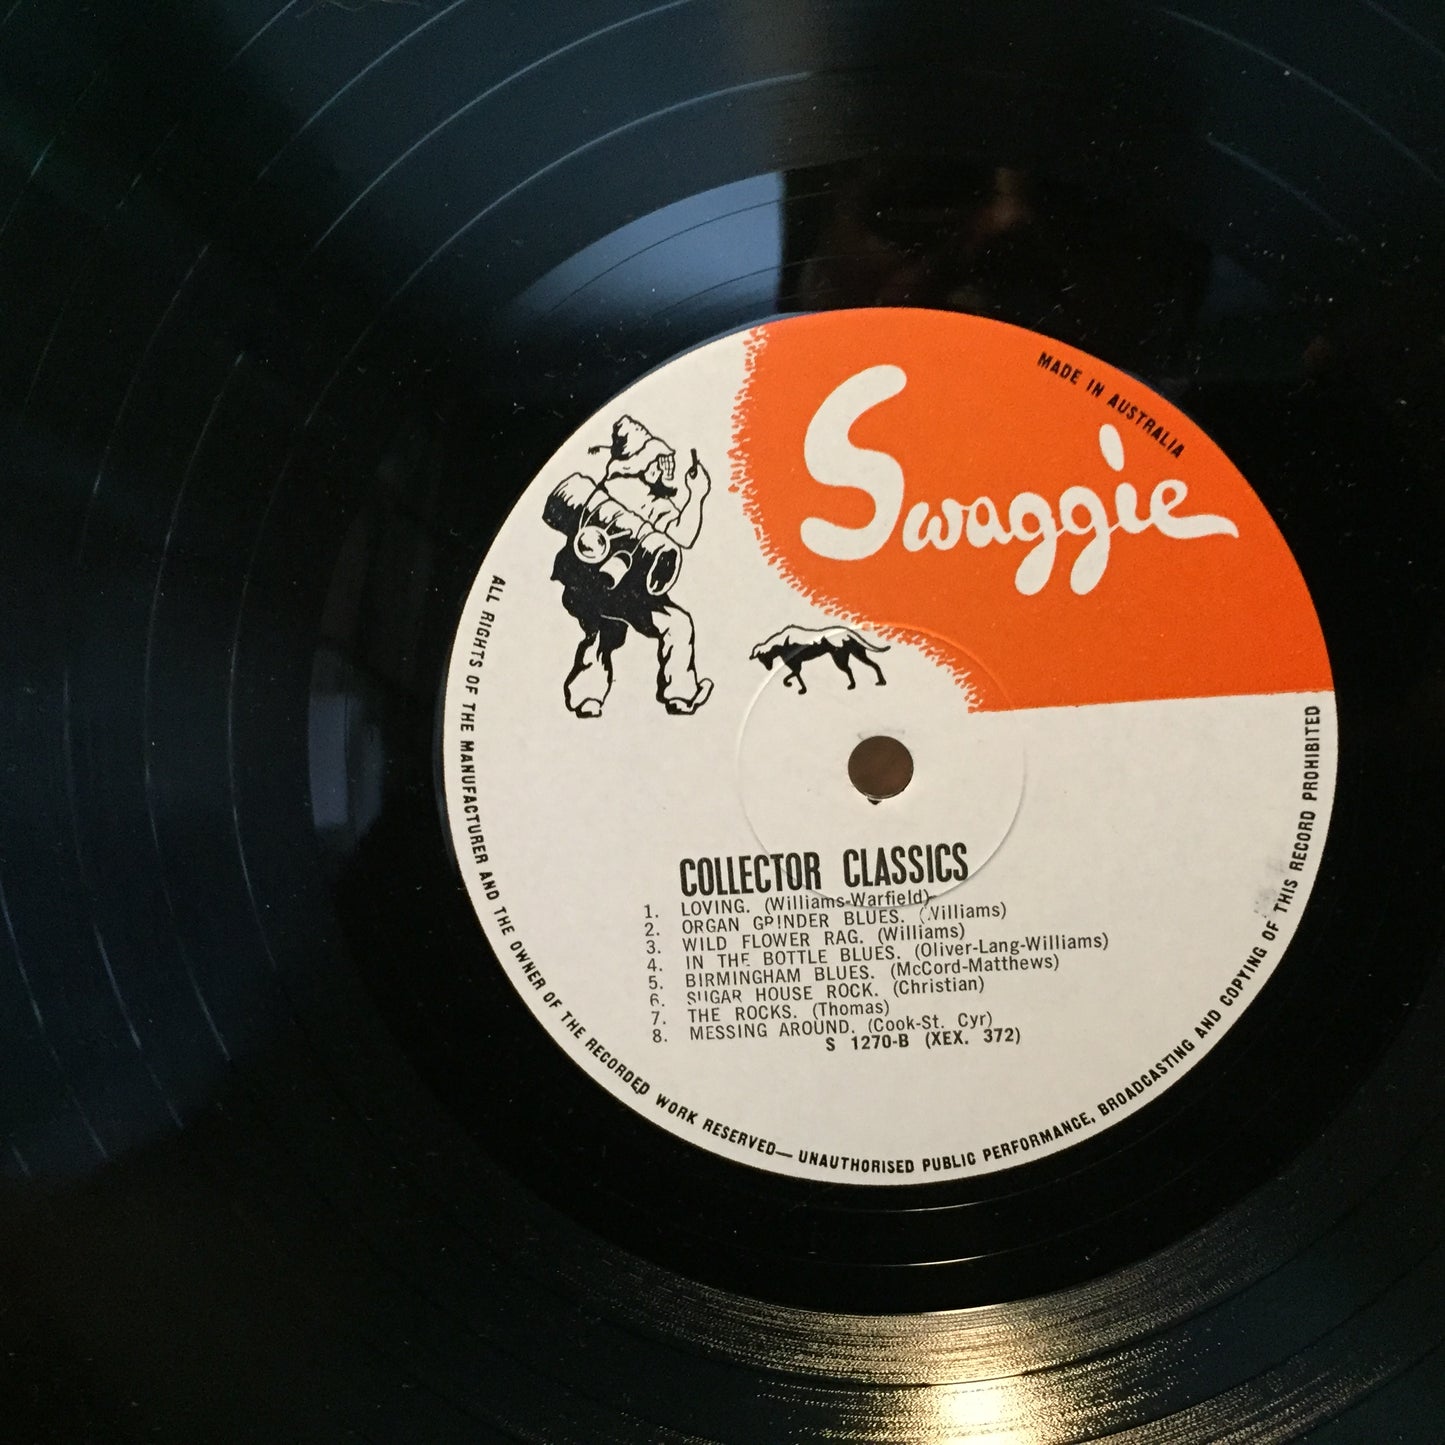 Swaggie
MADE IN AUSTRALIA
COLLECTOR CLASSICS
1. LOVING. (Williams-Warfield)
2. ORGAN GRINDER BLUES. (Williams)
3. WILD FLOWER RAG. (Williams)
4. IN THE BOTTLE BLUES. (Oliver-Lang-Williams)
5. BIRMINGHAM BLUES. (McCord-Matthews)
6. SUGAR HOUSE ROCK. (Christian)
7. THE ROCKS. (Thomas)
8. MESSING AROUND. (Cook-St. Cyr)
S 1270-B (XEX. 372)
ALL RIGHTS OF THE MANUFACTURER AND THE OWNER OF THE RECORDED WORK RESERVED— UNAUTHORISED PUBLIC PERFORMANCE, BROADCASTING AND COPYING OF THIS RECORD PROHIBITED